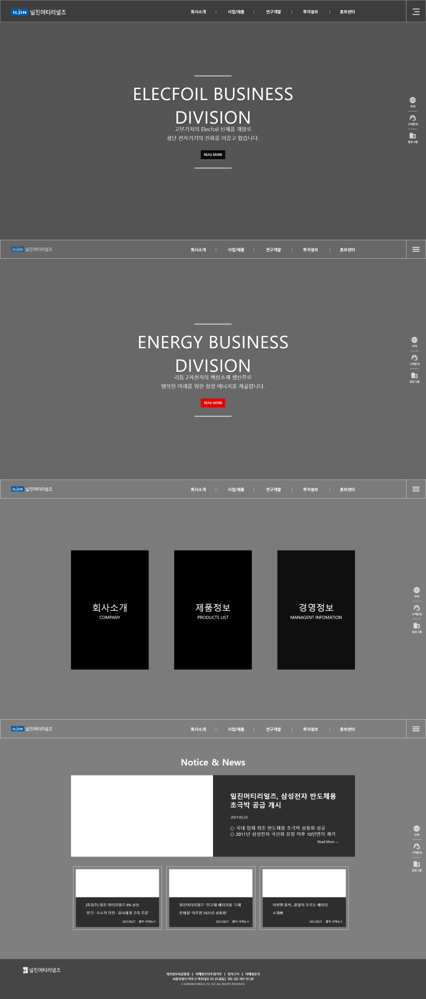 ILJIN 일진머티리얼즈
회사소개 | 사업/제품 | 연구개발 | 투자정보 | 홍보센터
ELECFOIL BUSINESS
DIVISION
고부가치의 Elecfoil 신제품 개발로
첨단 전자기기의 진화를 이끌고 있습니다.
READ MORE
언어
고객문의
일진그룹
ILJIN 일진머티리얼즈
회사소개 | 사업/제품 | 연구개발 | 투자정보 | 홍보센터
ENERGY BUSINESS
DIVISION
리튬 2차전지의 핵심소재 생산으로
행복한 미래를 위한 성장 에너지를 제공합니다.
READ MORE
언어
고객문의
일진그룹
ILJIN 일진머티리얼즈
회사소개 | 사업/제품 | 연구개발 | 투자정보 | 홍보센터
회사소개
COMPANY
제품정보
PRODUCTS LIST
경영정보
MANAGENT INFOMATION
언어
고객문의
일진그룹
ILJIN 일진머티리얼즈
회사소개 | 사업/제품 | 연구개발 | 투자정보 | 홍보센터
Notice & News
일진머티리얼즈, 삼성전자 반도체용
초극박 공급 개시
2021.02.23
◇ 국내 업체 최초 반도체용 초극박 상용화 성공
◇ 2011년 삼성전자 국산화 요청 이후 10년만의 쾌거
Read More →
언어
고객문의
일진그룹
[특징주] 일진 머티리얼즈 8% 상승
'전기 · 수소차 안전 · 검사체계 구축 주문'
2021.09.27 출저-국제뉴스
일진머티리얼즈 "전고체 배터리용 '고체
전해질' 이르면 2025년 상용화"
2021.09.27 출저-국제뉴스
이번엔 동박...끝없이 오르는 배터리
소재株
2021.09.27 출저-국제뉴스
일진머티리얼즈
개인정보취급방침 | 이메일무단수집거부 | 법적고지 | 이메일문의
서울특별시 마포구 마포대로 45 (도화동) TEL: 02-707-9130
© ILJIN MATERIALS CO, Ltd, ALL RIGHTS RESERVED